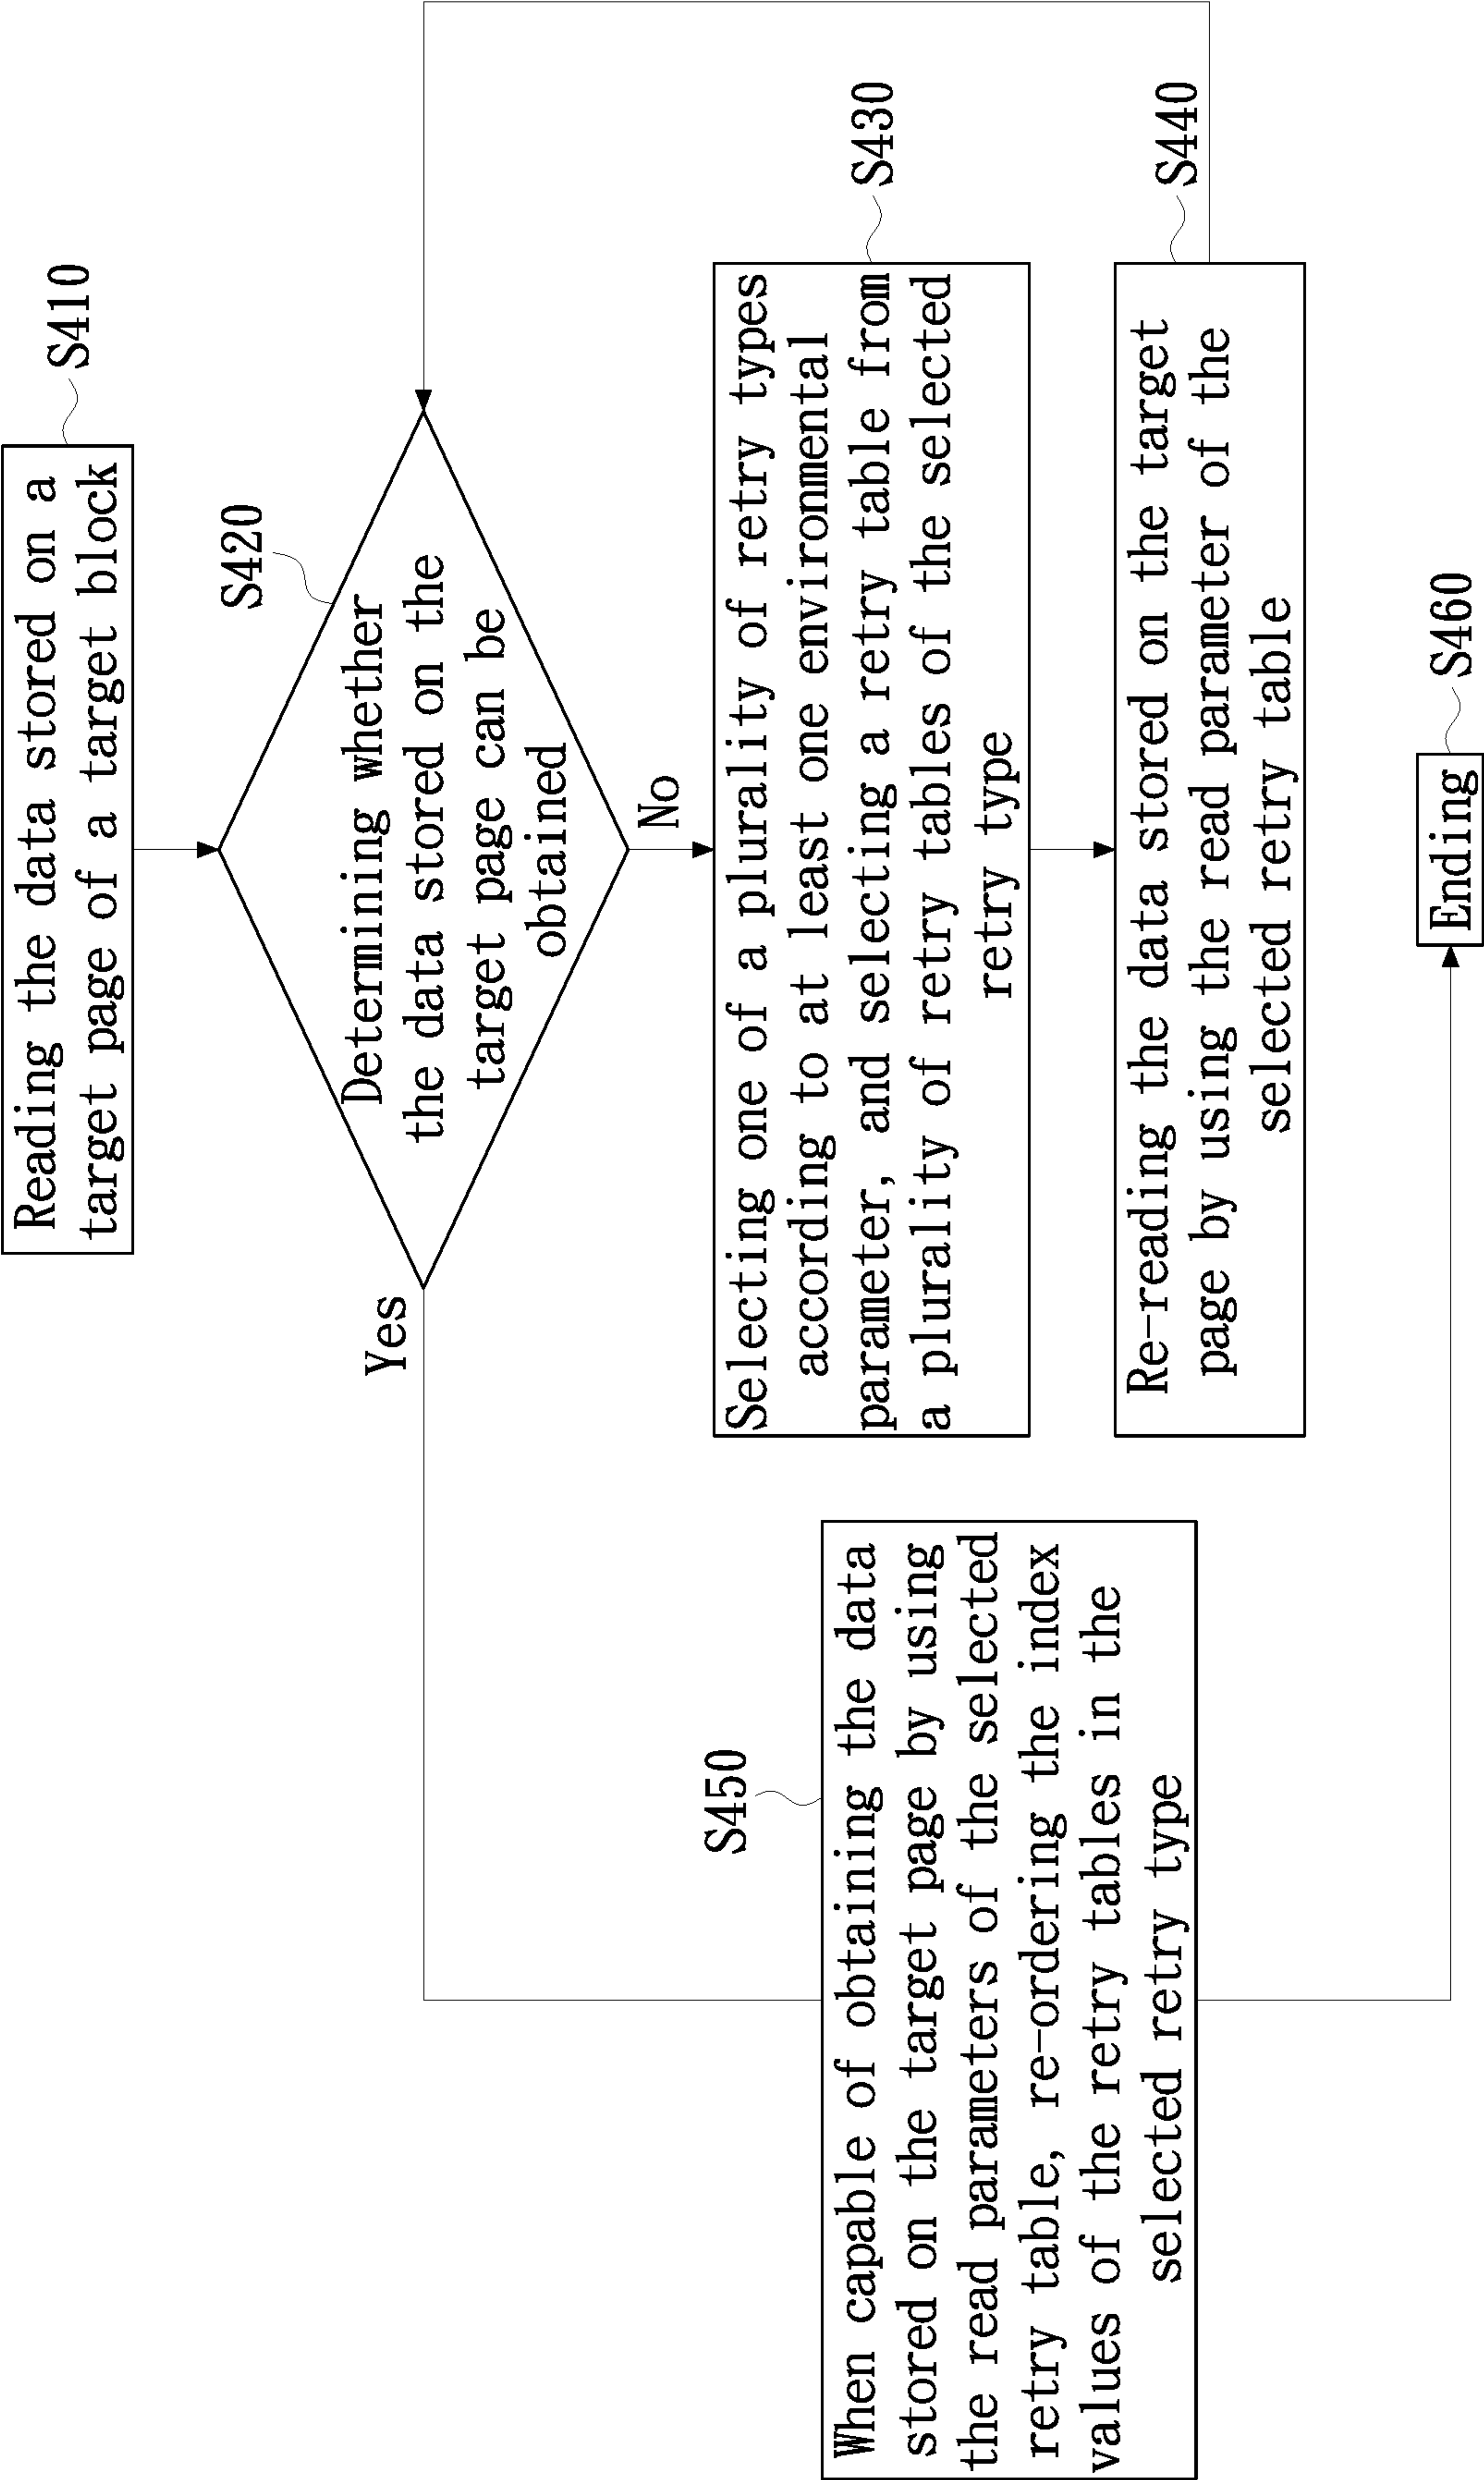 Reading the data stored on a
target page of a target block
S410
S420
Determining whether
the data stored on the
target page can be
obtained
Yes
No
Selecting one of a plurality of retry types
according to at least one environmental
parameter, and selecting a retry table from
a plurality of retry tables of the selected
retry type
S430
Re-reading the data stored on the target
page by using the read parameter of the
selected retry table
S440
S450
When capable of obtaining the data
stored on the target page by using
the read parameters of the selected
retry table, re-ordering the index
values of the retry tables in the
selected retry type
Ending
S460